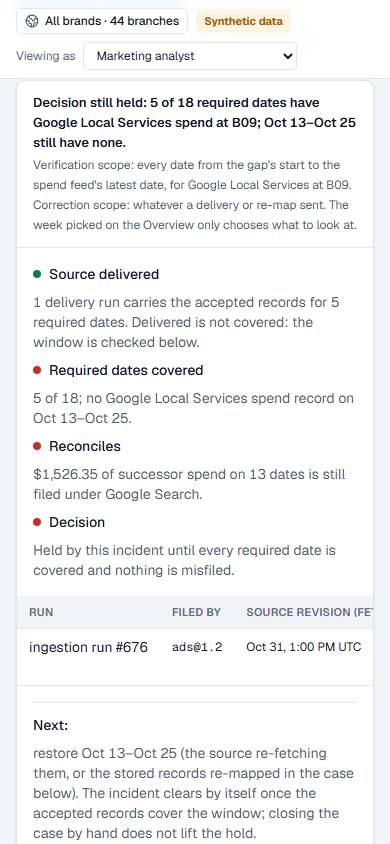 All brands · 44 branches
Synthetic data
Viewing as
Marketing analyst
Decision still held: 5 of 18 required dates have
Google Local Services spend at B09; Oct 13–Oct 25
still have none.
Verification scope: every date from the gap's start to the
spend feed's latest date, for Google Local Services at B09.
Correction scope: whatever a delivery or re-map sent. The
week picked on the Overview only chooses what to look at.
Source delivered
1 delivery run carries the accepted records for 5
required dates. Delivered is not covered: the
window is checked below.
Required dates covered
5 of 18; no Google Local Services spend record on
Oct 13–Oct 25.
Reconciles
$1,526.35 of successor spend on 13 dates is still
filed under Google Search.
Decision
Held by this incident until every required date is
covered and nothing is misfiled.
RUN FILED BY SOURCE REVISION (FET
ingestion run #676 ads@1.2 Oct 31, 1:00 PM UTC
Next:
restore Oct 13–Oct 25 (the source re-fetching
them, or the stored records re-mapped in the case
below). The incident clears by itself once the
accepted records cover the window; closing the
case by hand does not lift the hold.